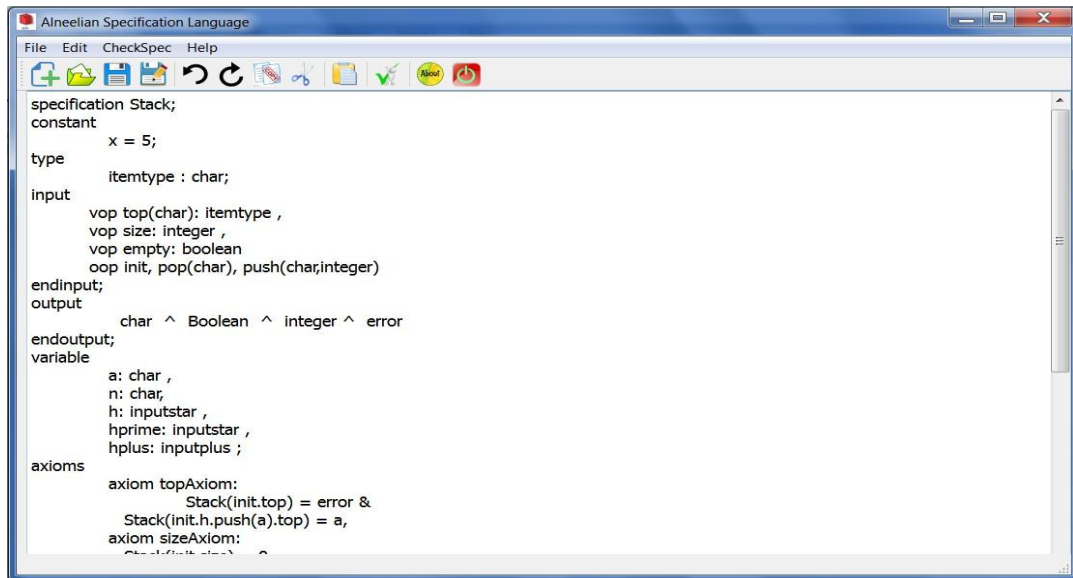 Alneelian Specification Language
File Edit CheckSpec Help
About
specification Stack;
constant
x = 5;
type
itemtype : char;
input
vop top(char): itemtype ,
vop size: integer ,
vop empty: boolean
oop init, pop(char), push(char,integer)
endinput;
output
char ^ Boolean ^ integer ^ error
endoutput;
variable
a: char ,
n: char,
h: inputstar ,
hprime: inputstar ,
hplus: inputplus ;
axioms
axiom topAxiom:
Stack(init.top) = error &
Stack(init.h.push(a).top) = a,
axiom sizeAxiom: